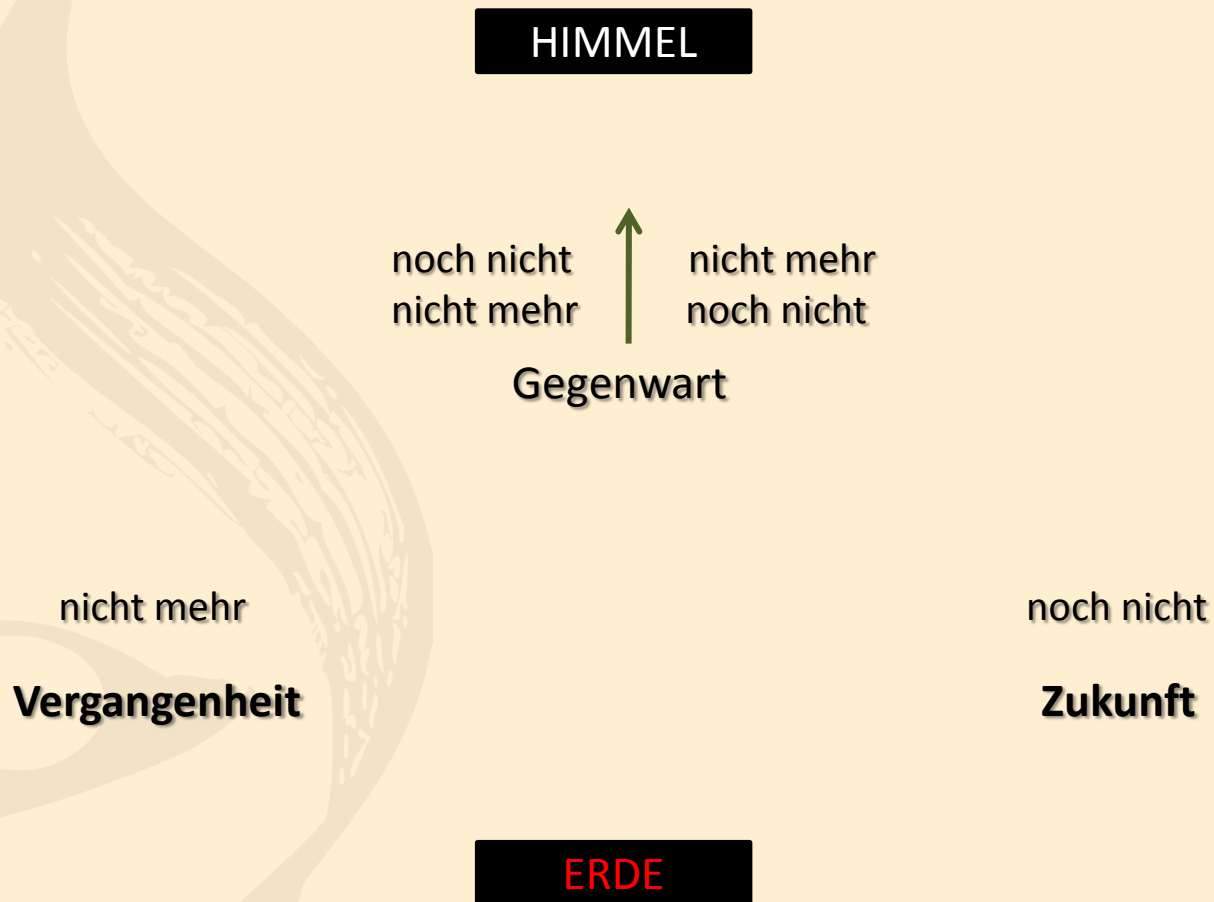 HIMMEL
noch nicht nicht mehr
nicht mehr noch nicht
Gegenwart
nicht mehr noch nicht
Vergangenheit Zukunft
ERDE